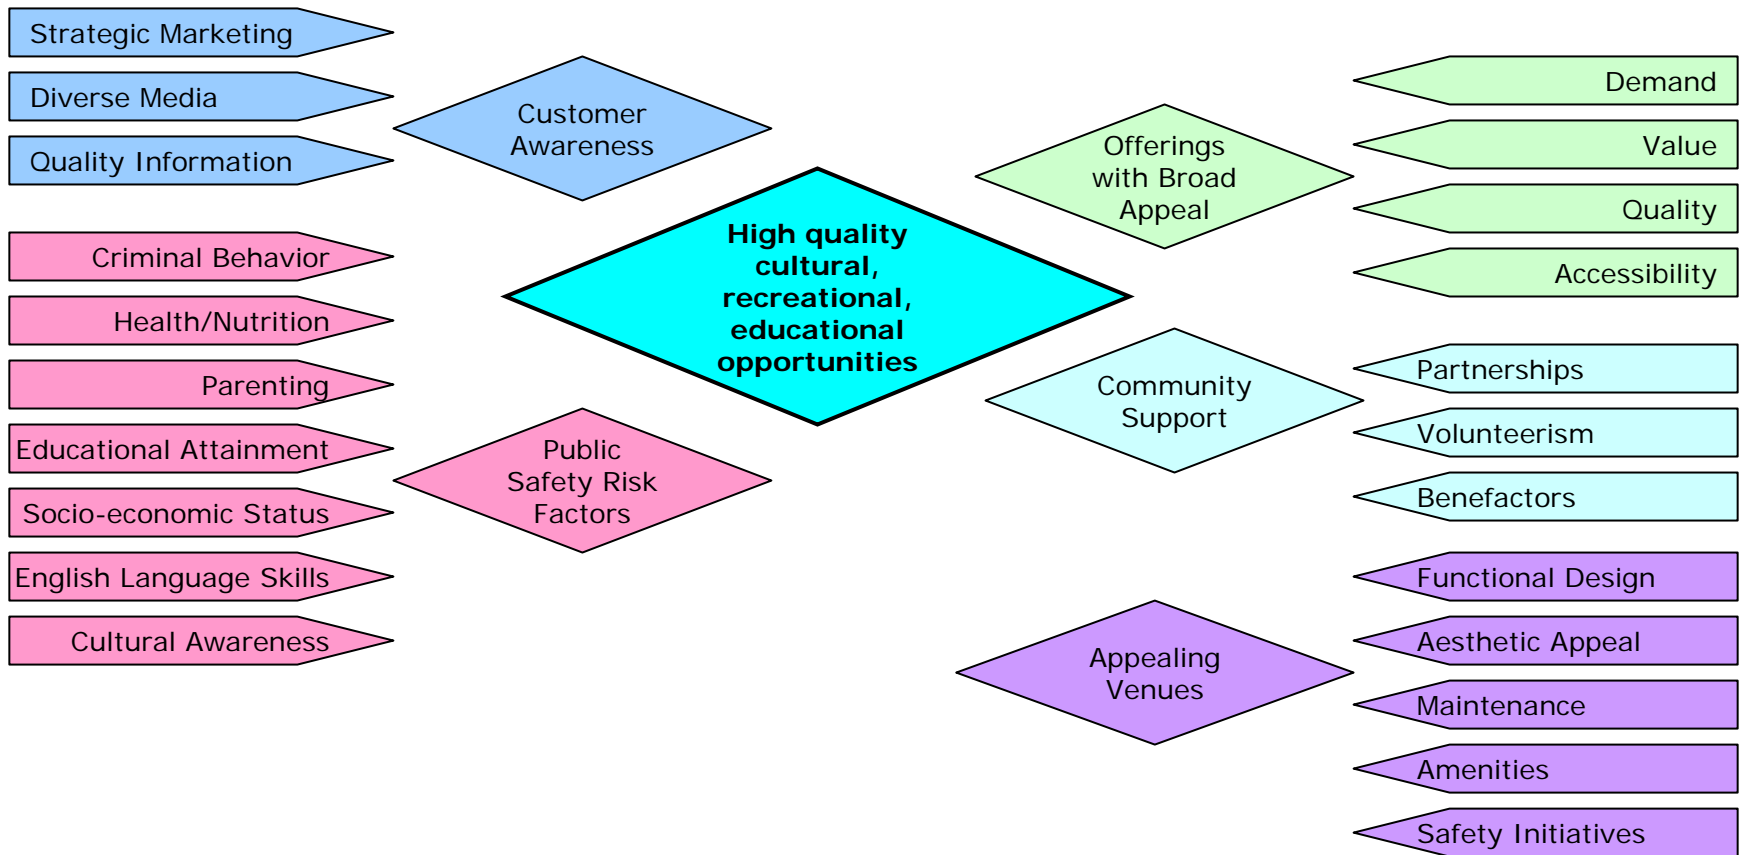 Strategic Marketing
Diverse Media
Quality Information
Customer
Awareness
Criminal Behavior
Health/Nutrition
Parenting
Educational Attainment
Socio-economic Status
English Language Skills
Cultural Awareness
Public
Safety Risk
Factors
High quality
cultural,
recreational,
educational
opportunities
Offerings
with Broad
Appeal
Demand
Value
Quality
Accessibility
Community
Support
Partnerships
Volunteerism
Benefactors
Appealing
Venues
Functional Design
Aesthetic Appeal
Maintenance
Amenities
Safety Initiatives